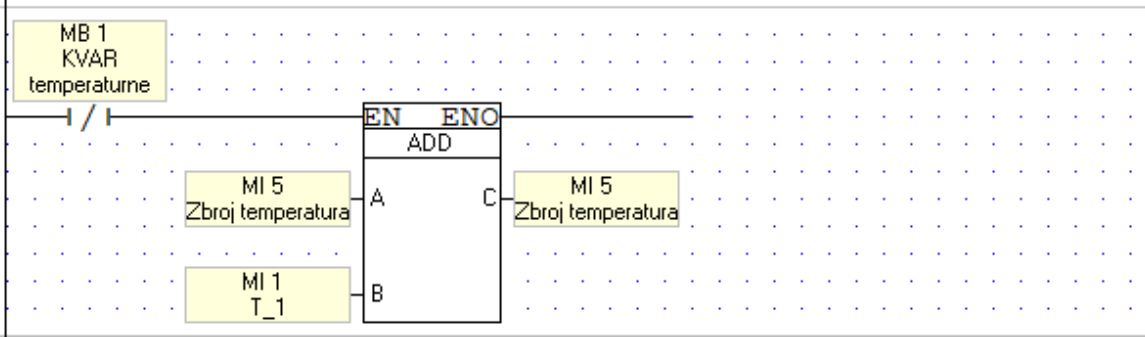 MB 1
KVAR
temperaturne
EN ENO
ADD
MI 5
Zbroj temperatura
A
C
MI 5
Zbroj temperatura
MI 1
T_1
B